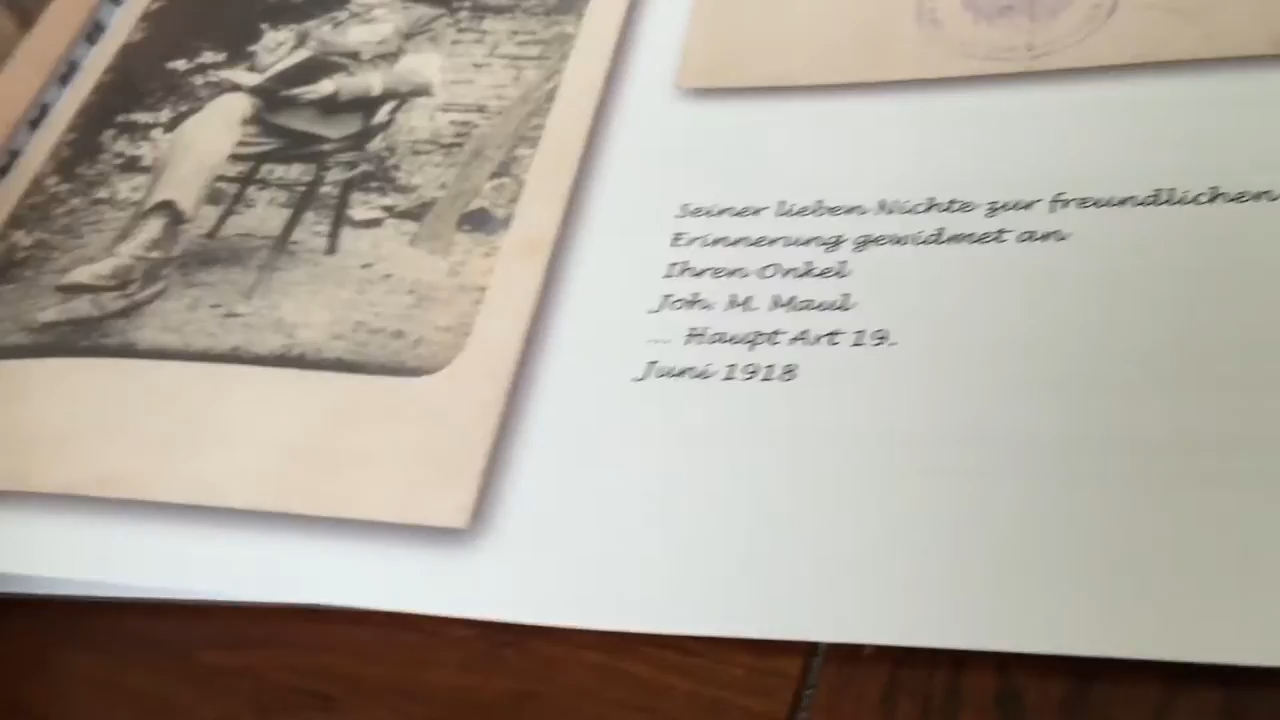 Seiner lieben Nichte zur freundlichen
Erinnerung gewidmet an
Ihren Onkel
Joh. M. Maul
... Haupt Art 19.
Juni 1918